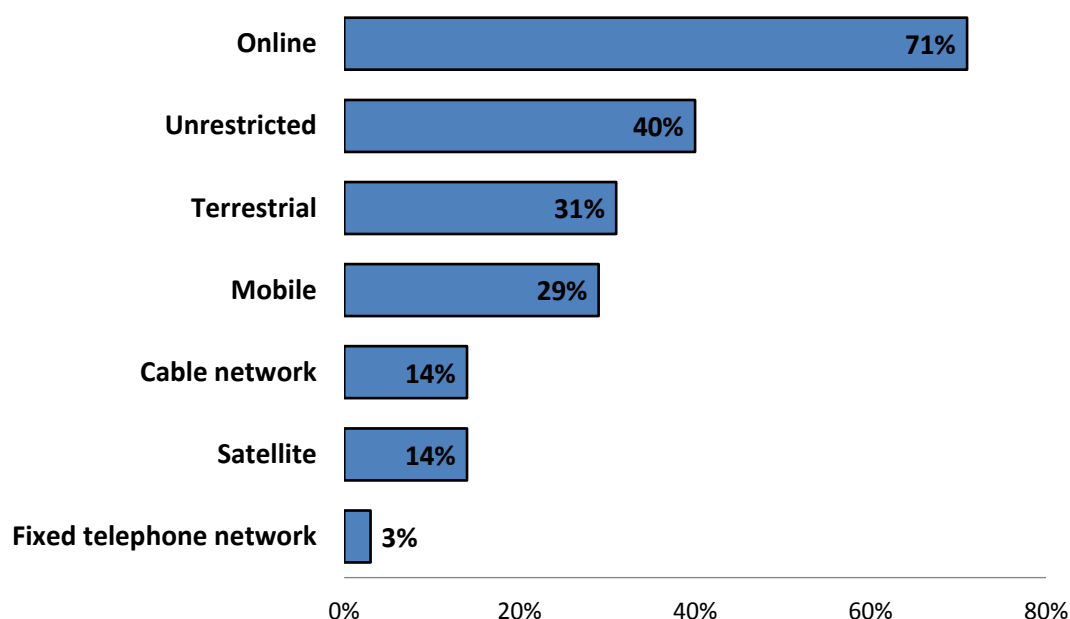 Online 71%
Unrestricted 40%
Terrestrial 31%
Mobile 29%
Cable network 14%
Satellite 14%
Fixed telephone network 3%
0% 20% 40% 60% 80%